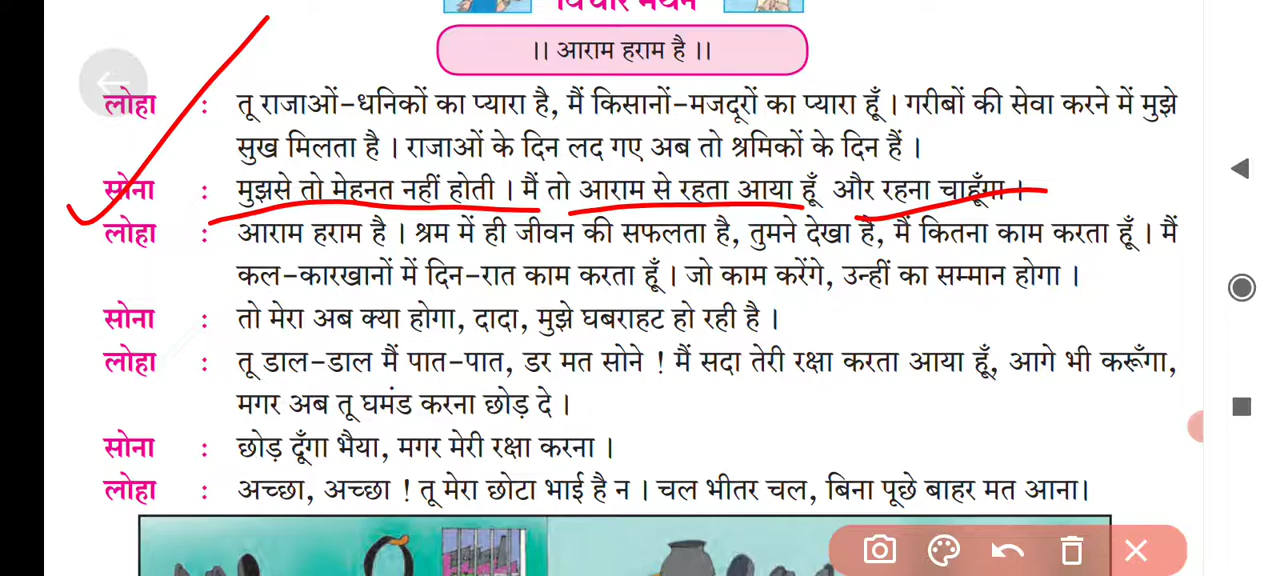 विचार मंथन
।। आराम हराम है ।।
लोहा : तू राजाओं-धनिकों का प्यारा है, मैं किसानों-मजदूरों का प्यारा हूँ। गरीबों की सेवा करने में मुझे
सुख मिलता है । राजाओं के दिन लद गए अब तो श्रमिकों के दिन हैं ।
सोना : मुझसे तो मेहनत नहीं होती । मैं तो आराम से रहता आया हूँ और रहना चाहूँगा ।
लोहा : आराम हराम है । श्रम में ही जीवन की सफलता है, तुमने देखा है, मैं कितना काम करता हूँ । मैं
कल-कारखानों में दिन-रात काम करता हूँ । जो काम करेंगे, उन्हीं का सम्मान होगा ।
सोना : तो मेरा अब क्या होगा, दादा, मुझे घबराहट हो रही है ।
लोहा : तू डाल-डाल मैं पात-पात, डर मत सोने ! मैं सदा तेरी रक्षा करता आया हूँ, आगे भी करूँगा,
मगर अब तू घमंड करना छोड़ दे ।
सोना : छोड़ दूँगा भैया, मगर मेरी रक्षा करना ।
लोहा : अच्छा, अच्छा ! तू मेरा छोटा भाई है न । चल भीतर चल, बिना पूछे बाहर मत आना।